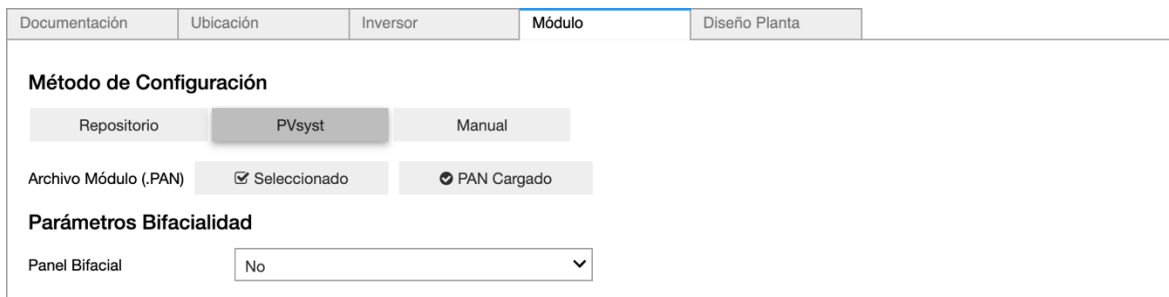 Documentación Ubicación Inversor Módulo Diseño Planta
Método de Configuración
Repositorio PVsyst Manual
Archivo Módulo (.PAN) Seleccionado PAN Cargado
Parámetros Bifacialidad
Panel Bifacial No